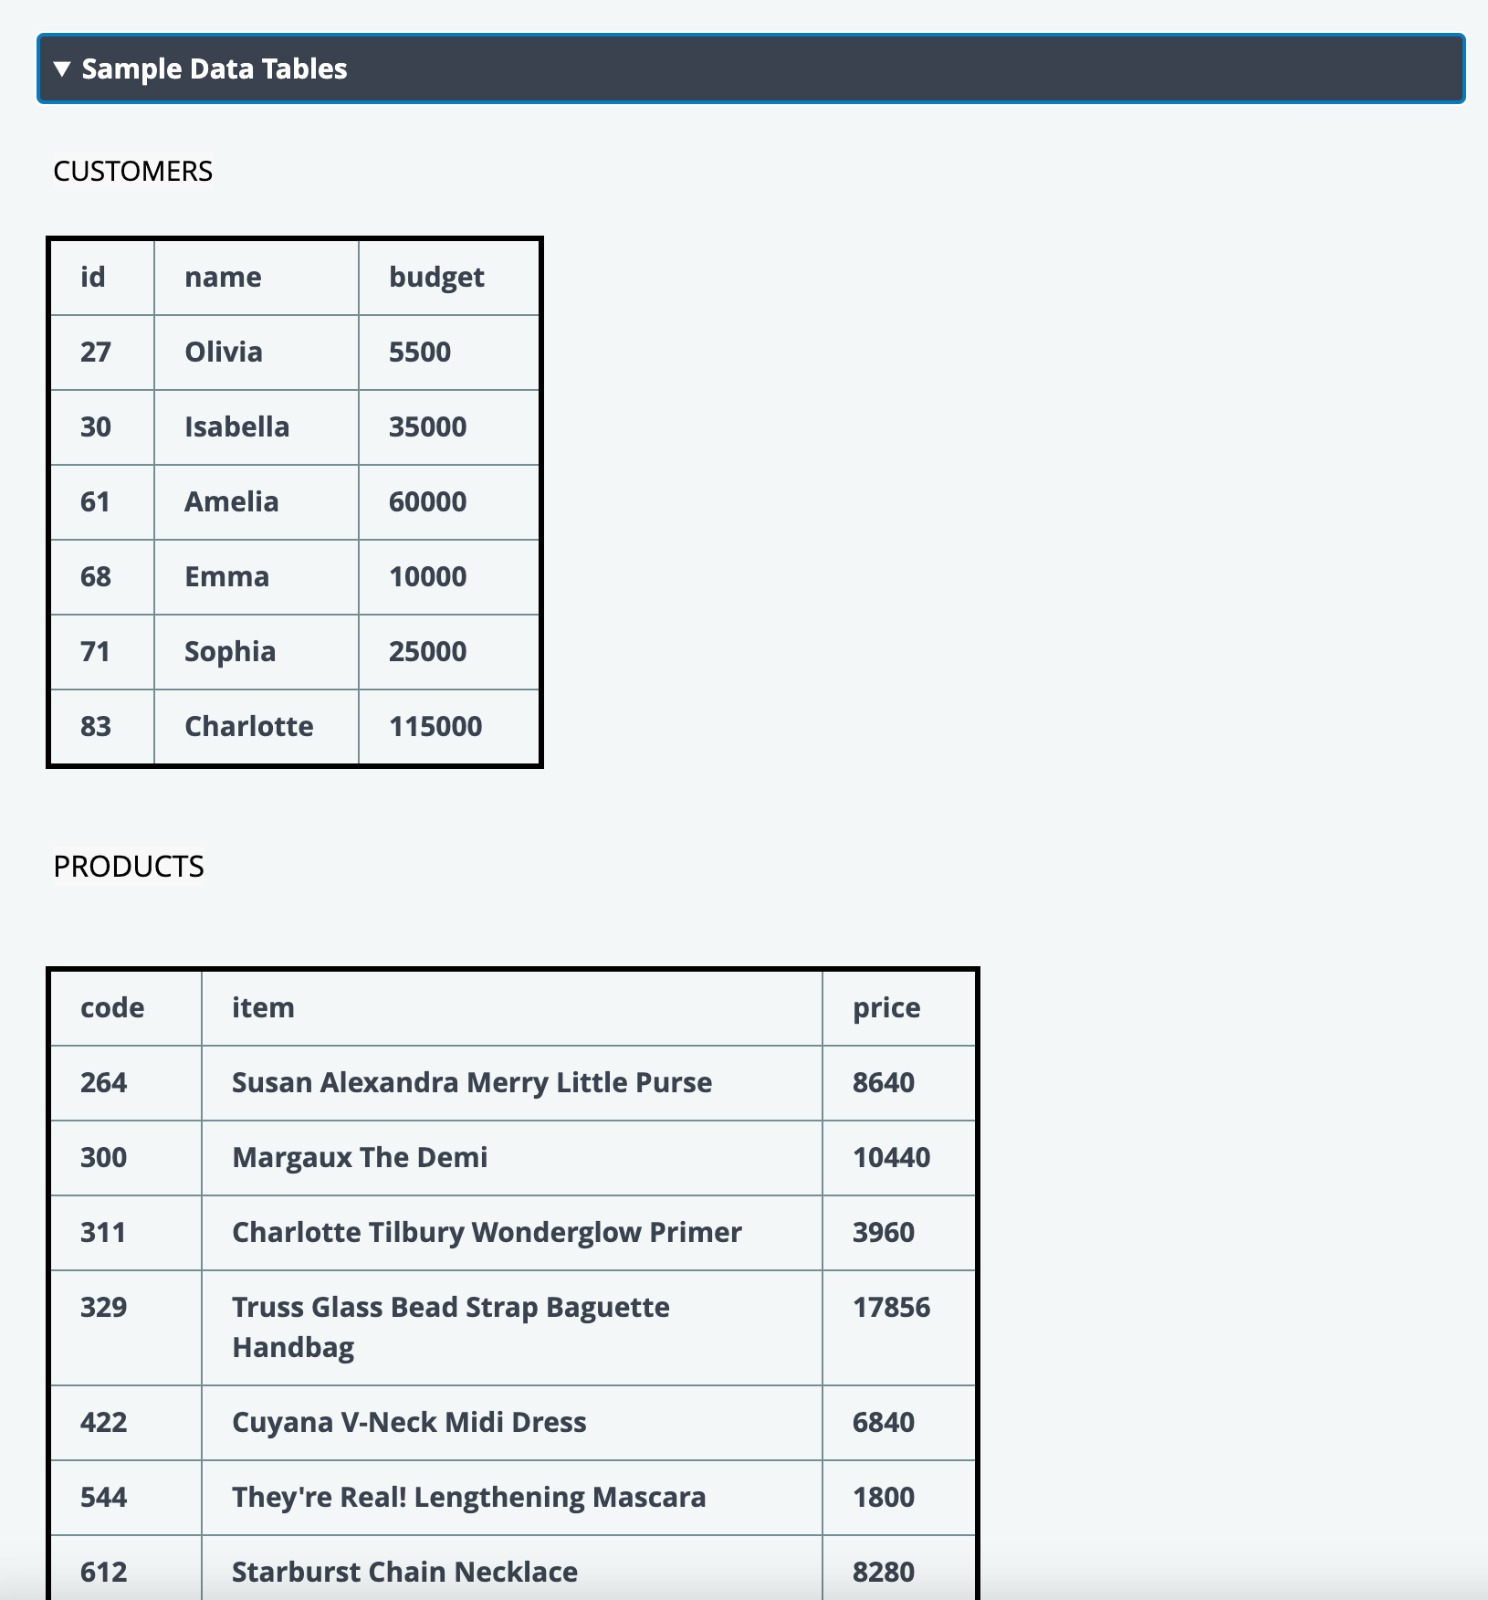 ▼ Sample Data Tables
CUSTOMERS
id name budget
27 Olivia 5500
30 Isabella 35000
61 Amelia 60000
68 Emma 10000
71 Sophia 25000
83 Charlotte 115000
PRODUCTS
code item price
264 Susan Alexandra Merry Little Purse 8640
300 Margaux The Demi 10440
311 Charlotte Tilbury Wonderglow Primer 3960
329 Truss Glass Bead Strap Baguette 17856
Handbag
422 Cuyana V-Neck Midi Dress 6840
544 They're Real! Lengthening Mascara 1800
612 Starburst Chain Necklace 8280